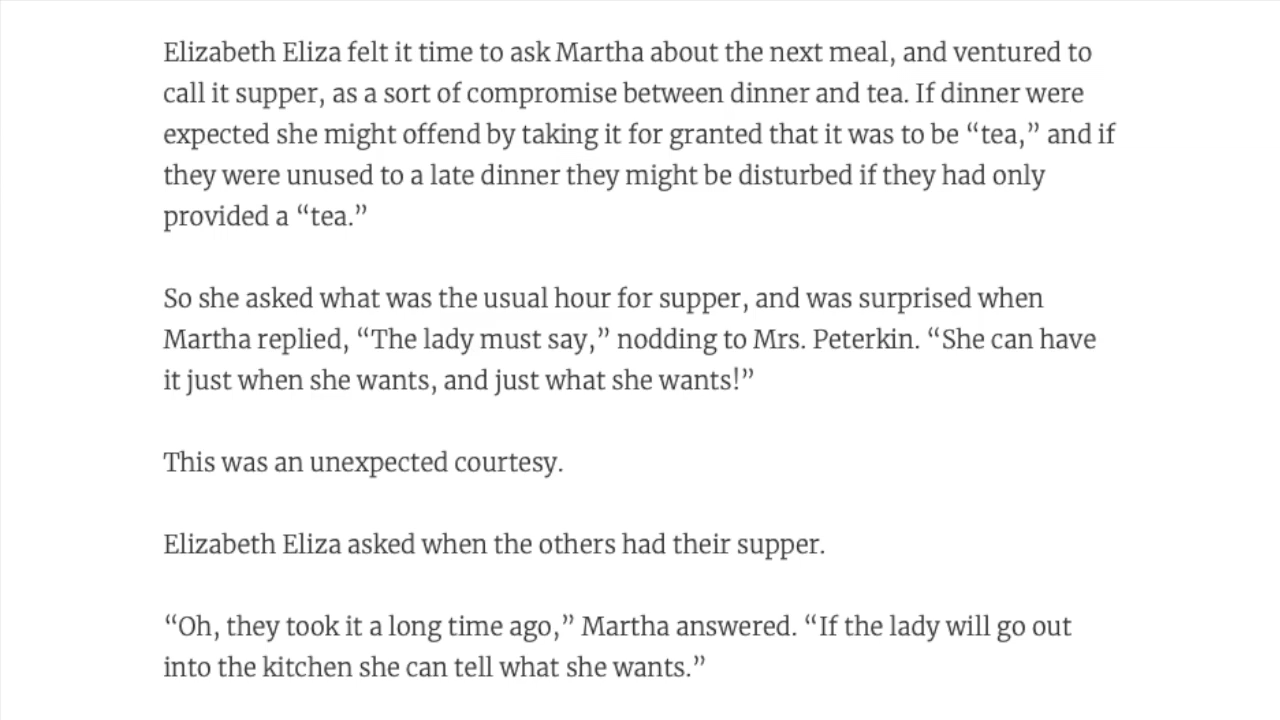 Elizabeth Eliza felt it time to ask Martha about the next meal, and ventured to
call it supper, as a sort of compromise between dinner and tea. If dinner were
expected she might offend by taking it for granted that it was to be “tea,” and if
they were unused to a late dinner they might be disturbed if they had only
provided a “tea.”
So she asked what was the usual hour for supper, and was surprised when
Martha replied, “The lady must say,” nodding to Mrs. Peterkin. “She can have
it just when she wants, and just what she wants!”
This was an unexpected courtesy.
Elizabeth Eliza asked when the others had their supper.
“Oh, they took it a long time ago,” Martha answered. “If the lady will go out
into the kitchen she can tell what she wants.”